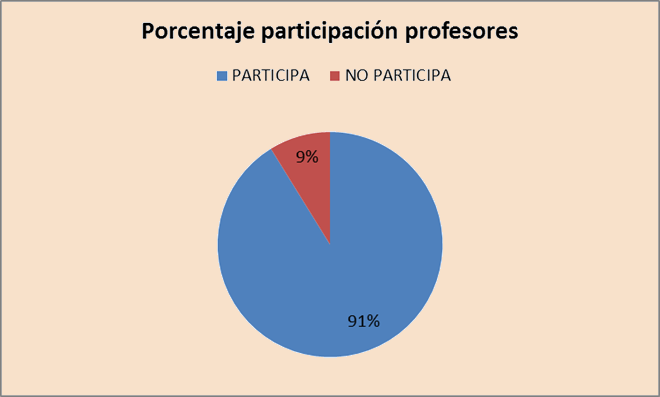 Porcentaje participación profesores
PARTICIPA NO PARTICIPA
9%
91%